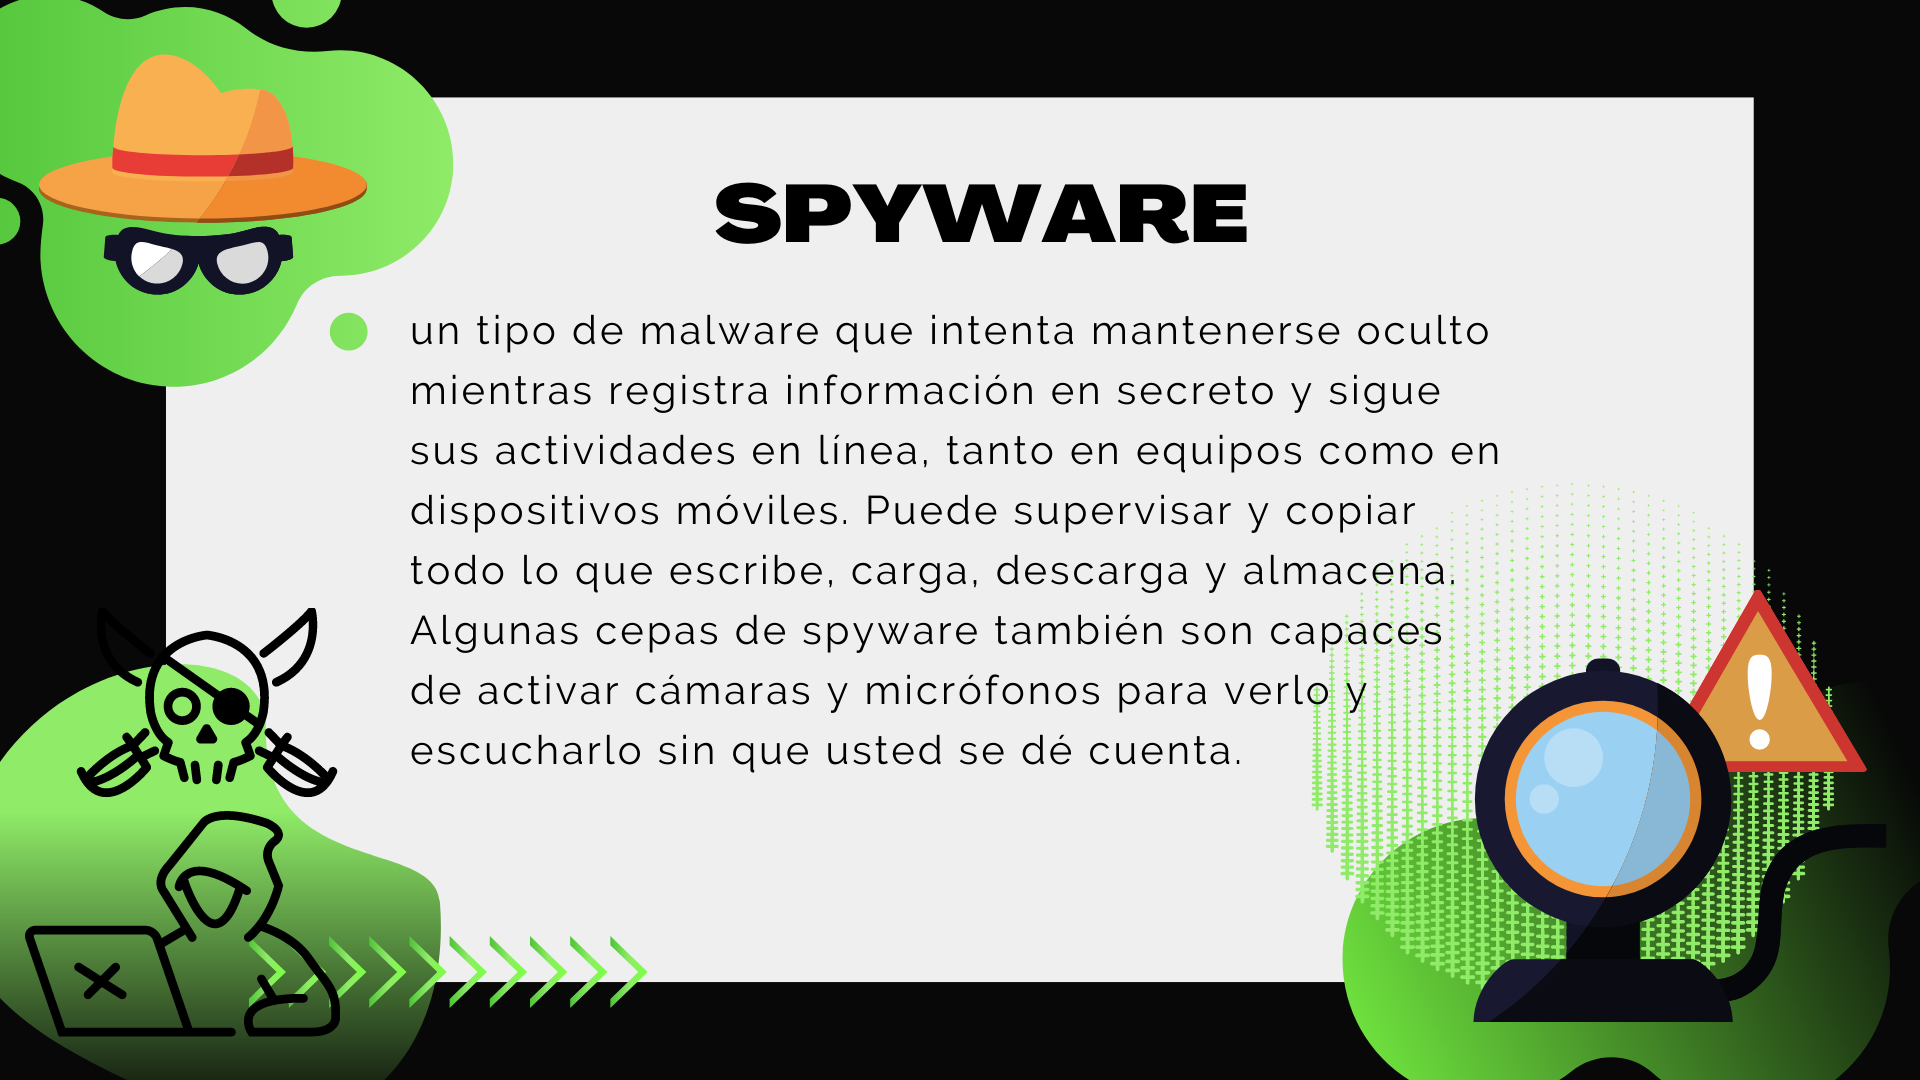 SPYWARE
un tipo de malware que intenta mantenerse oculto
mientras registra información en secreto y sigue
sus actividades en línea, tanto en equipos como en
dispositivos móviles. Puede supervisar y copiar
todo lo que escribe, carga, descarga y almacena.
Algunas cepas de spyware también son capaces
de activar cámaras y micrófonos para verlo y
escucharlo sin que usted se dé cuenta.